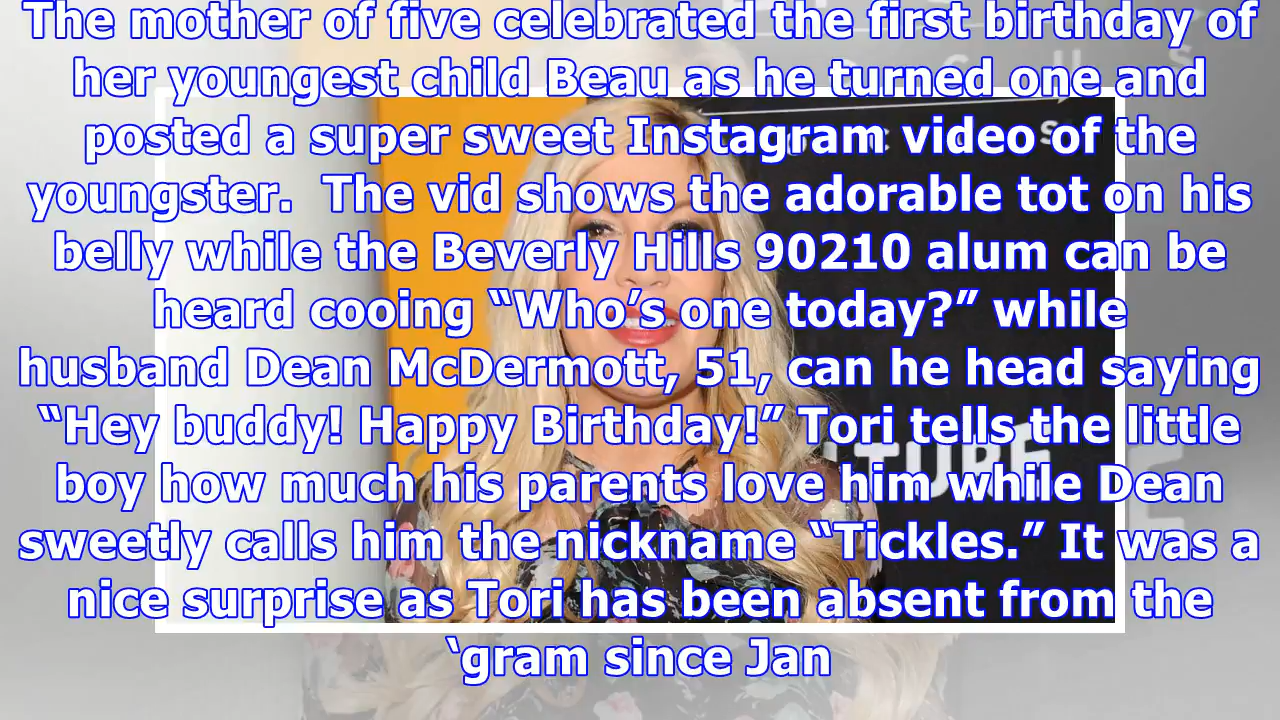 The mother of five celebrated the first birthday of
her youngest child Beau as he turned one and
posted a super sweet Instagram video of the
youngster.  The vid shows the adorable tot on his
belly while the Beverly Hills 90210 alum can be
heard cooing “Who’s one today?” while
husband Dean McDermott, 51, can he head saying
“Hey buddy! Happy Birthday!” Tori tells the little
boy how much his parents love him while Dean
sweetly calls him the nickname “Tickles.” It was a
nice surprise as Tori has been absent from the
‘gram since Jan